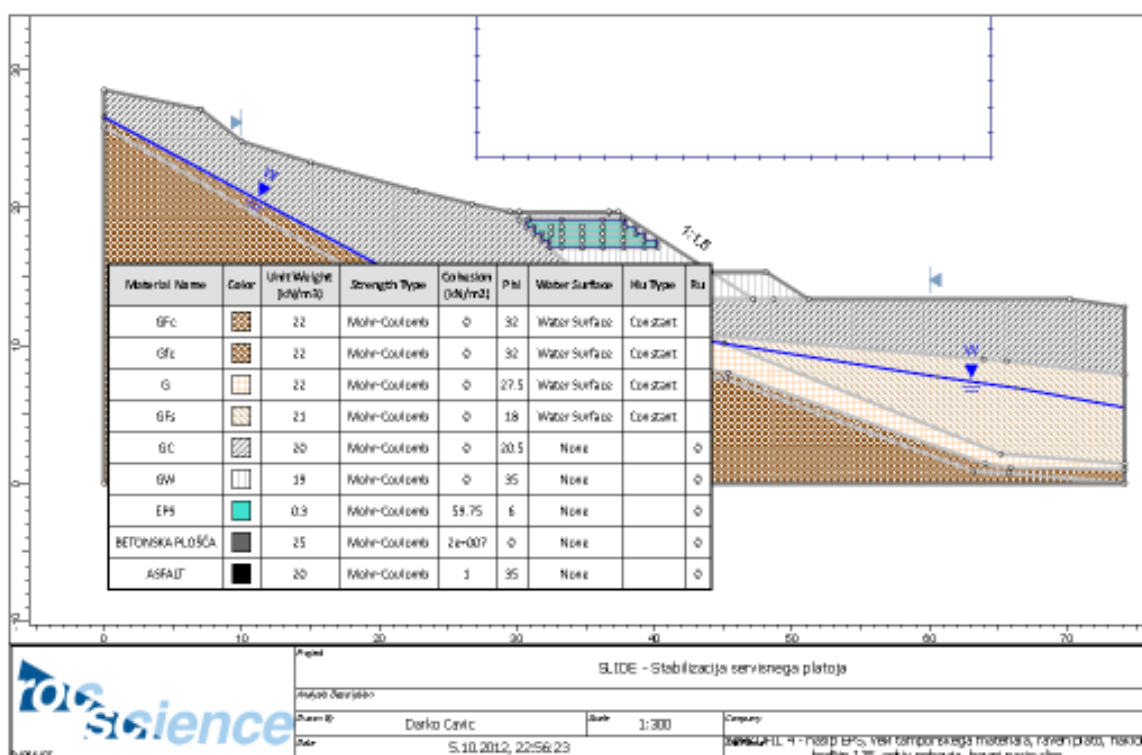 30
20
10
0
-10
W
1:1,5
W
Material Name Color Unit Weight (kN/m3) Strength Type Cohesion (kN/m2) Phi Water Surface Hu Type Ru
GFc 22 Mohr-Coulomb 0 32 Water Surface Constant
Gfc 22 Mohr-Coulomb 0 32 Water Surface Constant
G 22 Mohr-Coulomb 0 27.5 Water Surface Constant
GFs 21 Mohr-Coulomb 0 18 Water Surface Constant
GC 20 Mohr-Coulomb 0 20.5 None 0
GW 19 Mohr-Coulomb 0 35 None 0
EPS 0.3 Mohr-Coulomb 59.75 6 None 0
BETONSKA PLOŠČA 25 Mohr-Coulomb 2e+007 0 None 0
ASFALT 20 Mohr-Coulomb 1 35 None 0
0 10 20 30 40 50 60 70
rocscience
Project
SLIDE - Stabilizacija servisnega platoja
Analysis Description
Drawn By Darko Cavic Scale 1:300 Company
Date 5.10.2012, 22:56:23
4 - nasip EPS, tamponskega materiala, raven plato,